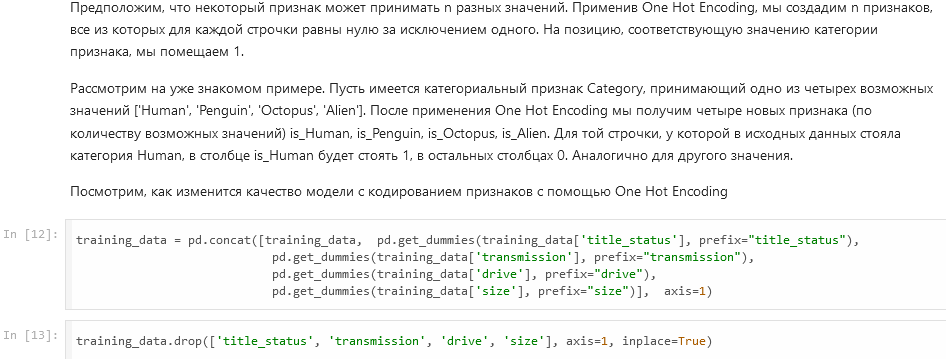 Предположим, что некоторый признак может принимать n разных значений. Применив One Hot Encoding, мы создадим n признаков,
все из которых для каждой строчки равны нулю за исключением одного. На позицию, соответствующую значению категории
признака, мы помещаем 1.
Рассмотрим на уже знакомом примере. Пусть имеется категориальный признак Category, принимающий одно из четырех возможных
значений ['Human', 'Penguin', 'Octopus', 'Alien']. После применения One Hot Encoding мы получим четыре новых признака (по
количеству возможных значений) is_Human, is_Penguin, is_Octopus, is_Alien. Для той строчки, у которой в исходных данных стояла
категория Human, в столбце is_Human будет стоять 1, в остальных столбцах 0. Аналогично для другого значения.
Посмотрим, как изменится качество модели с кодированием признаков с помощью One Hot Encoding
In [12]: training_data = pd.concat([training_data,  pd.get_dummies(training_data['title_status'], prefix="title_status"),
pd.get_dummies(training_data['transmission'], prefix="transmission"),
pd.get_dummies(training_data['drive'], prefix="drive"),
pd.get_dummies(training_data['size'], prefix="size")],  axis=1)
In [13]: training_data.drop(['title_status', 'transmission', 'drive', 'size'], axis=1, inplace=True)